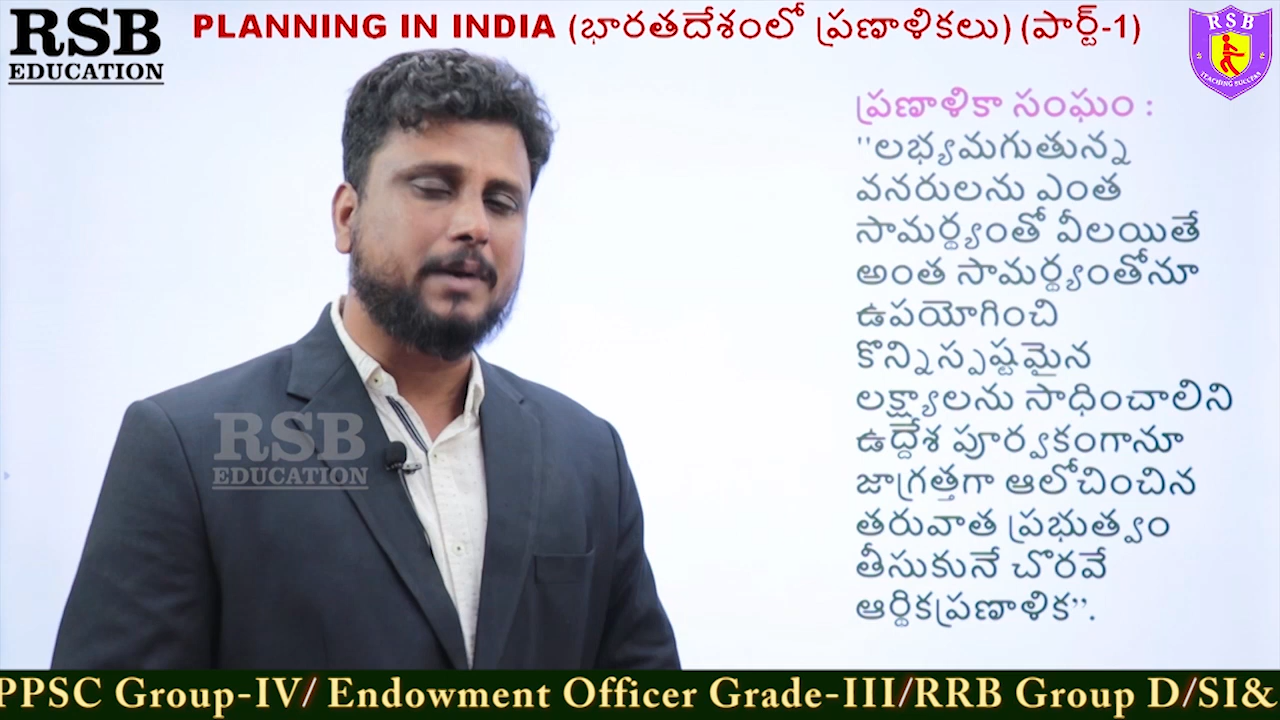 RSB
EDUCATION
PLANNING IN INDIA (భారతదేశంలో ప్రణాళికలు) (పార్ట్-1)
RSB
TEACHING SUCCESS
ప్రణాళికా సంఘం :
''లభ్యమగుతున్న
వనరులను ఎంత
సామర్ధ్యంతో వీలయితే
అంత సామర్ధ్యంతోనూ
ఉపయోగించి
కొన్నిస్పష్టమైన
లక్ష్యాలను సాధించాలిని
ఉద్దేశ పూర్వకంగానూ
జాగ్రత్తగా ఆలోచించిన
తరువాత ప్రభుత్వం
తీసుకునే చొరవే
ఆర్ధికప్రణాళిక”.
RSB
EDUCATION
PPSC Group-IV/ Endowment Officer Grade-III/RRB Group D/SI&